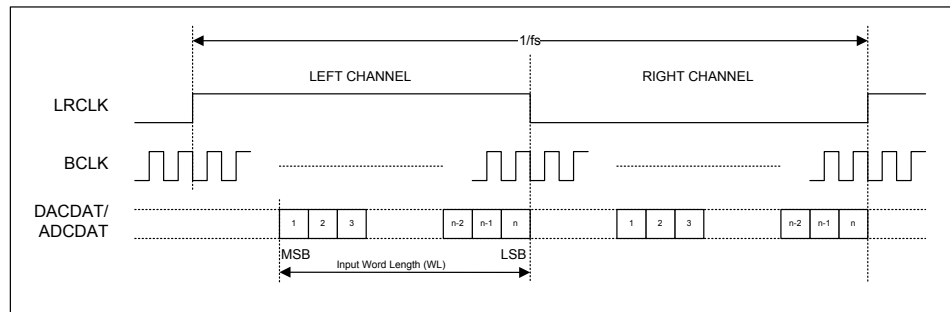 1/fs
LEFT CHANNEL RIGHT CHANNEL
LRCLK
BCLK
DACDAT/
ADCDAT
1 2 3 n-2 n-1 n 1 2 3 n-2 n-1 n
MSB LSB
Input Word Length (WL)